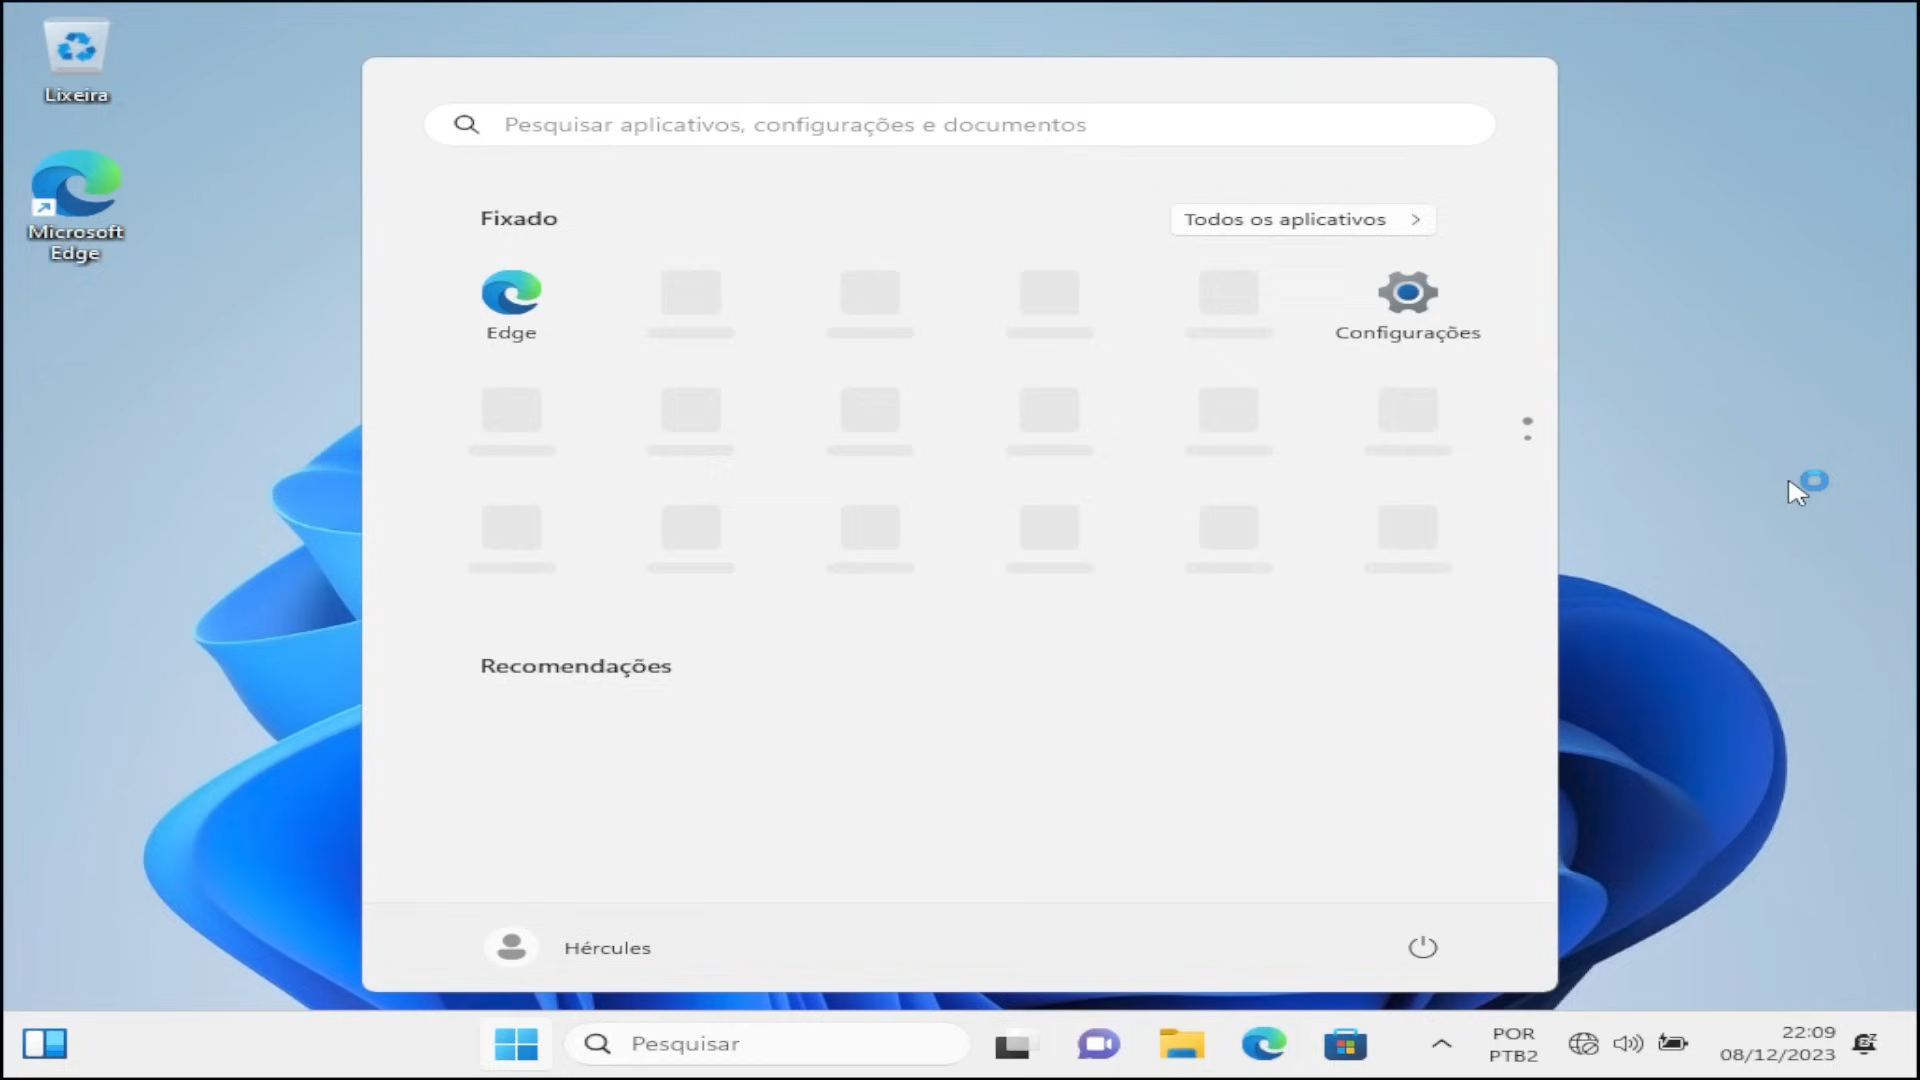 Lixeira
Microsoft
Edge
Pesquisar aplicativos, configurações e documentos
Fixado
Todos os aplicativos
Edge
Configurações
Recomendações
Hércules
Pesquisar
POR
PTB2
22:09
08/12/2023